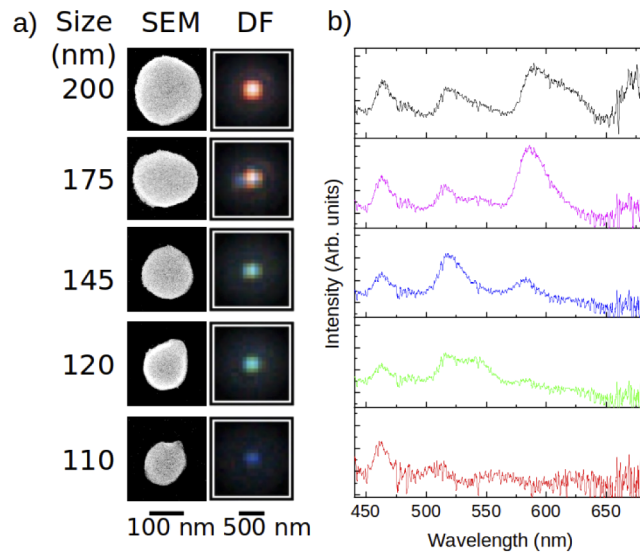 a) Size SEM DF b)
(nm)
200
175
145
120
110
100 nm 500 nm
Intensity (Arb. units)
450 500 550 600 650
Wavelength (nm)